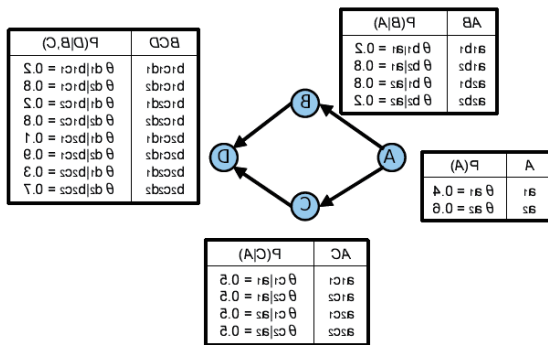 AB P(B|A)
a1b1 θ b1|a1 = 0.2
a1b2 θ b2|a1 = 0.8
a2b1 θ b1|a2 = 0.8
a2b2 θ b2|a2 = 0.2
BCD P(D|B,C)
b1c1d1 θ d1|b1c1 = 0.2
b1c1d2 θ d2|b1c1 = 0.8
b1c2d1 θ d1|b1c2 = 0.2
b1c2d2 θ d2|b1c2 = 0.8
b2c1d1 θ d1|b2c1 = 0.1
b2c1d2 θ d2|b2c1 = 0.9
b2c2d1 θ d1|b2c2 = 0.3
b2c2d2 θ d2|b2c2 = 0.7
B
A
D
C
A P(A)
a1 θ a1 = 0.4
a2 θ a2 = 0.6
AC P(C|A)
a1c1 θ c1|a1 = 0.5
a1c2 θ c2|a1 = 0.5
a2c1 θ c1|a2 = 0.5
a2c2 θ c2|a2 = 0.5